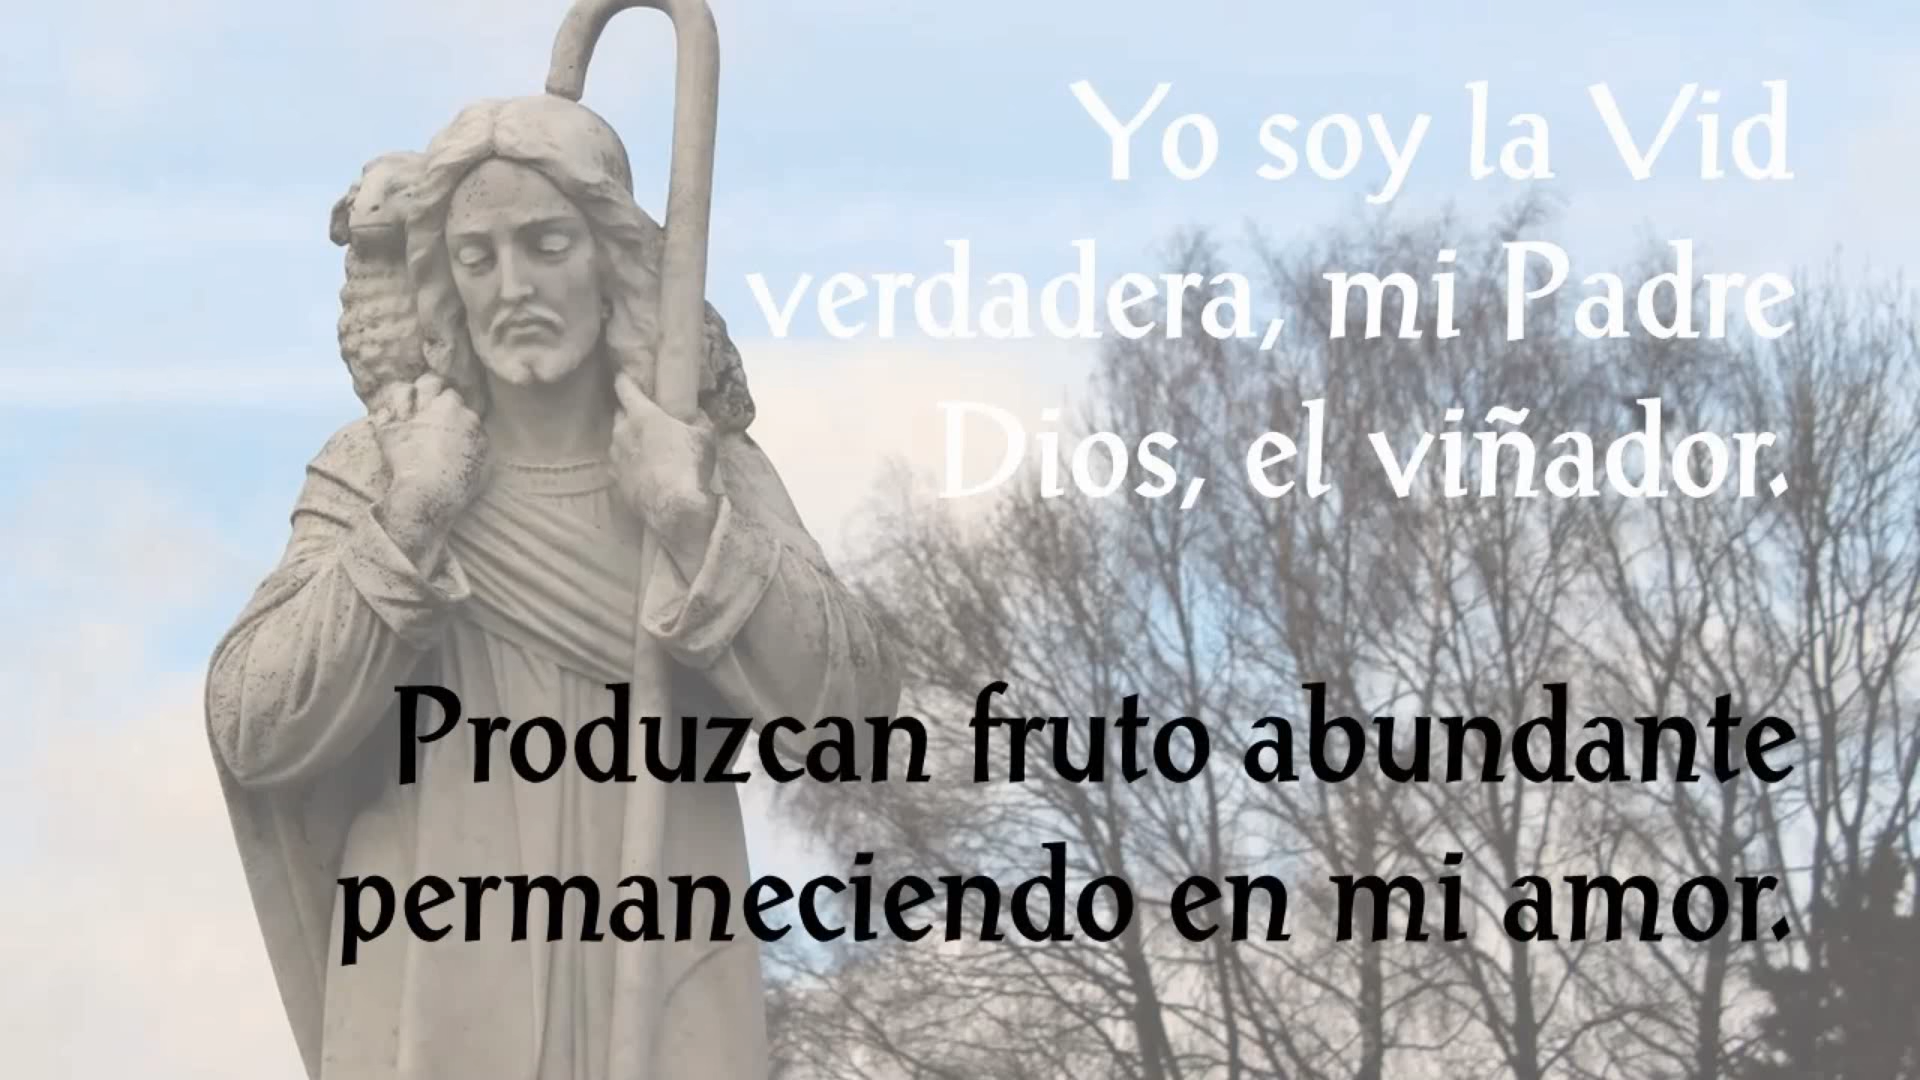 Yo soy la Vid
verdadera, mi Padre
Dios, el viñador.
Produzcan fruto abundante
permaneciendo en mi amor.